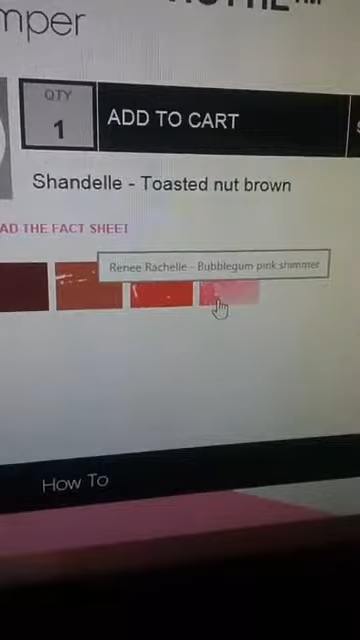 mper
QTY
1
ADD TO CART
Shandelle - Toasted nut brown
AD THE FACT SHEET
Renee Rachelle - Bubblegum pink shimmer
How To